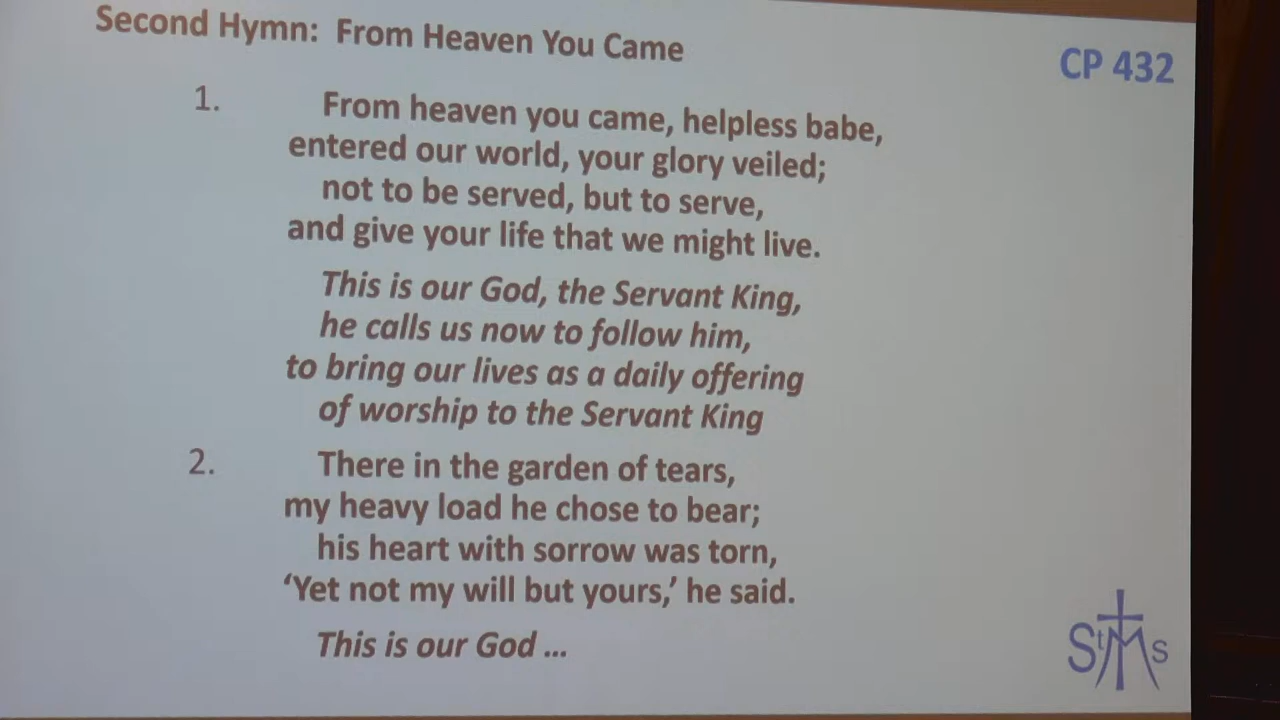 Second Hymn: From Heaven You Came
CP 432
1. From heaven you came, helpless babe,
entered our world, your glory veiled;
not to be served, but to serve,
and give your life that we might live.
This is our God, the Servant King,
he calls us now to follow him,
to bring our lives as a daily offering
of worship to the Servant King
2. There in the garden of tears,
my heavy load he chose to bear;
his heart with sorrow was torn,
‘Yet not my will but yours,’ he said.
This is our God ...
St M s